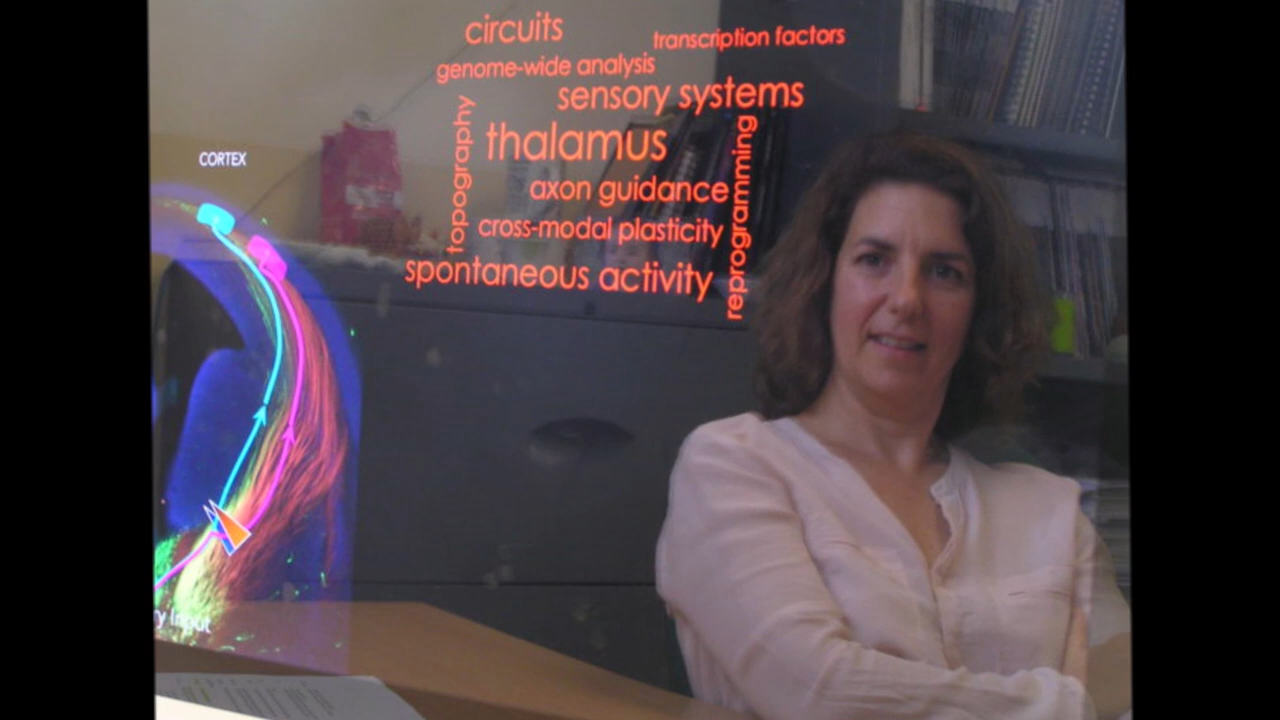 circuits
transcription factors
genome-wide analysis
sensory systems
topography
thalamus
reprogramming
axon guidance
cross-modal plasticity
spontaneous activity
CORTEX
ry Input